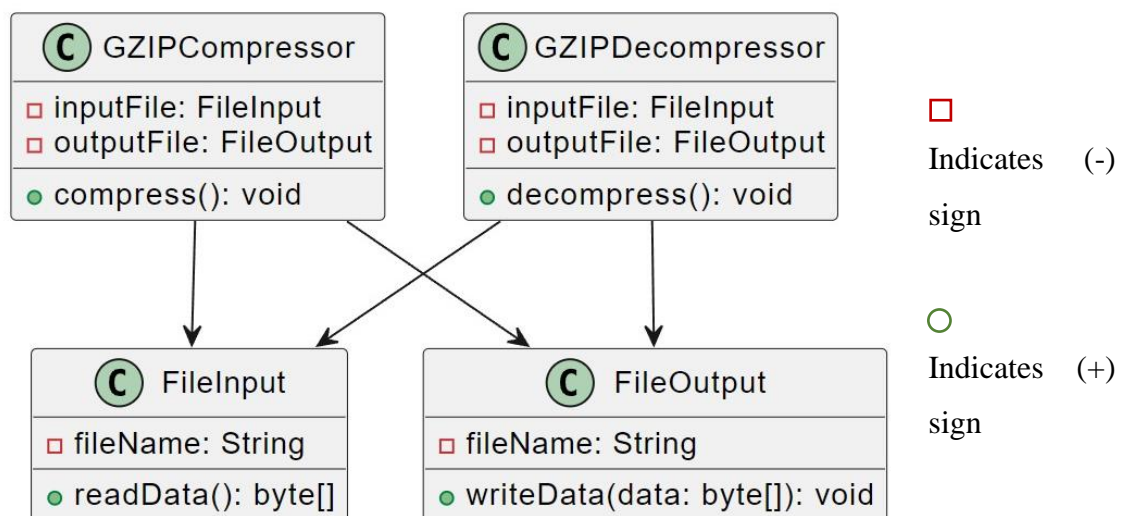 C GZIPCompressor
inputFile: FileInput
outputFile: FileOutput
compress(): void
C GZIPDecompressor
inputFile: FileInput
outputFile: FileOutput
decompress(): void
C FileInput
fileName: String
readData(): byte[]
C FileOutput
fileName: String
writeData(data: byte[]): void
Indicates (-)
sign
Indicates (+)
sign